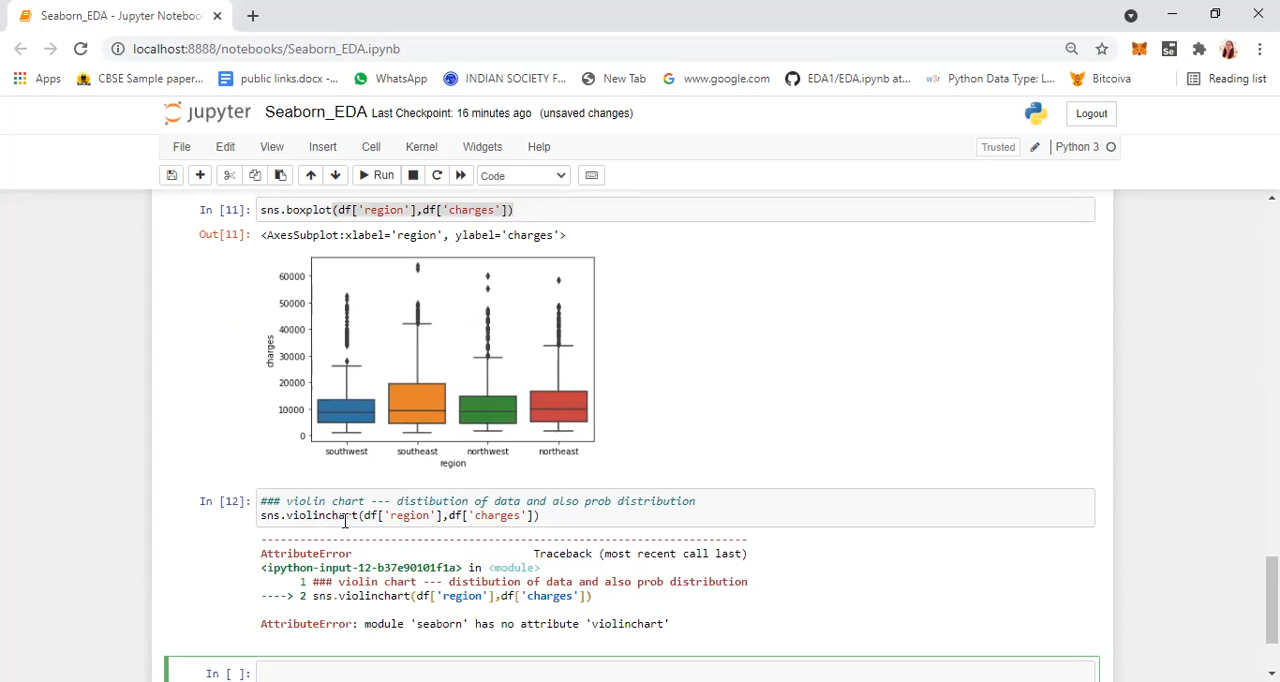 Seaborn_EDA - Jupyter Notebook
localhost:8888/notebooks/Seaborn_EDA.ipynb
Apps CBSE Sample paper... public links.docx -... WhatsApp INDIAN SOCIETY F... New Tab www.google.com EDA1/EDA.ipynb at... Python Data Type: L... Bitcoiva Reading list
jupyter Seaborn_EDA Last Checkpoint: 16 minutes ago (unsaved changes) Logout
File Edit View Insert Cell Kernel Widgets Help Trusted Python 3
Run Code
In [11]: sns.boxplot(df['region'],df['charges'])
Out[11]: <AxesSubplot:xlabel='region', ylabel='charges'>
60000
50000
40000
30000
20000
10000
0
charges
southwest southeast northwest northeast
region
In [12]: ### violin chart --- distibution of data and also prob distribution
sns.violinchart(df['region'],df['charges'])
---------------------------------------------------------------------------
AttributeError Traceback (most recent call last)
<ipython-input-12-b37e90101f1a> in <module>
1 ### violin chart --- distibution of data and also prob distribution
----> 2 sns.violinchart(df['region'],df['charges'])
AttributeError: module 'seaborn' has no attribute 'violinchart'
In [ ]: